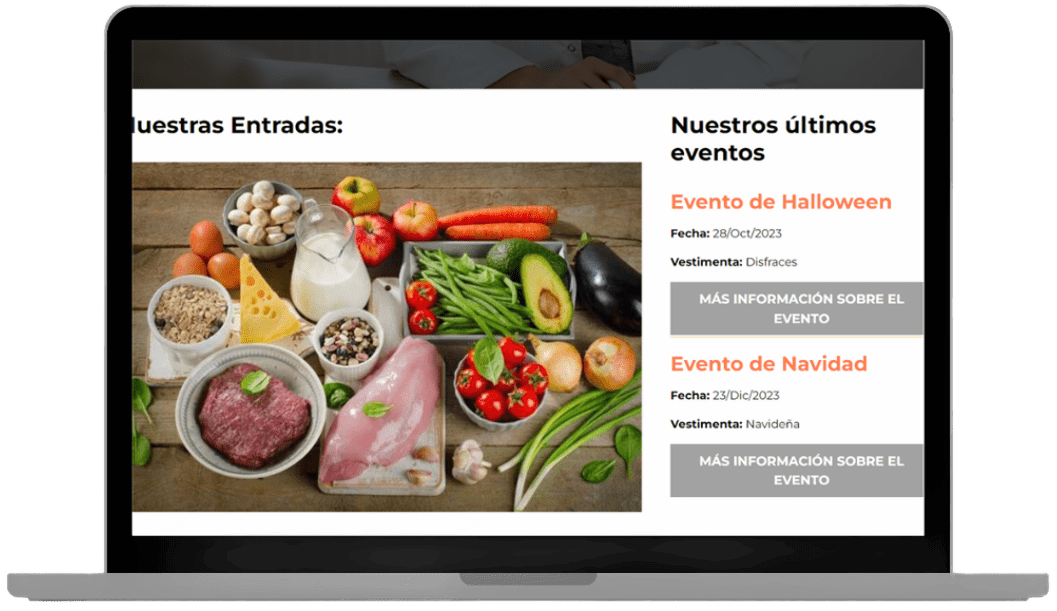 uestras Entradas:
Nuestros últimos
eventos
Evento de Halloween
Fecha: 28/Oct/2023
Vestimenta: Disfraces
MÁS INFORMACIÓN SOBRE EL
EVENTO
Evento de Navidad
Fecha: 23/Dic/2023
Vestimenta: Navideña
MÁS INFORMACIÓN SOBRE EL
EVENTO